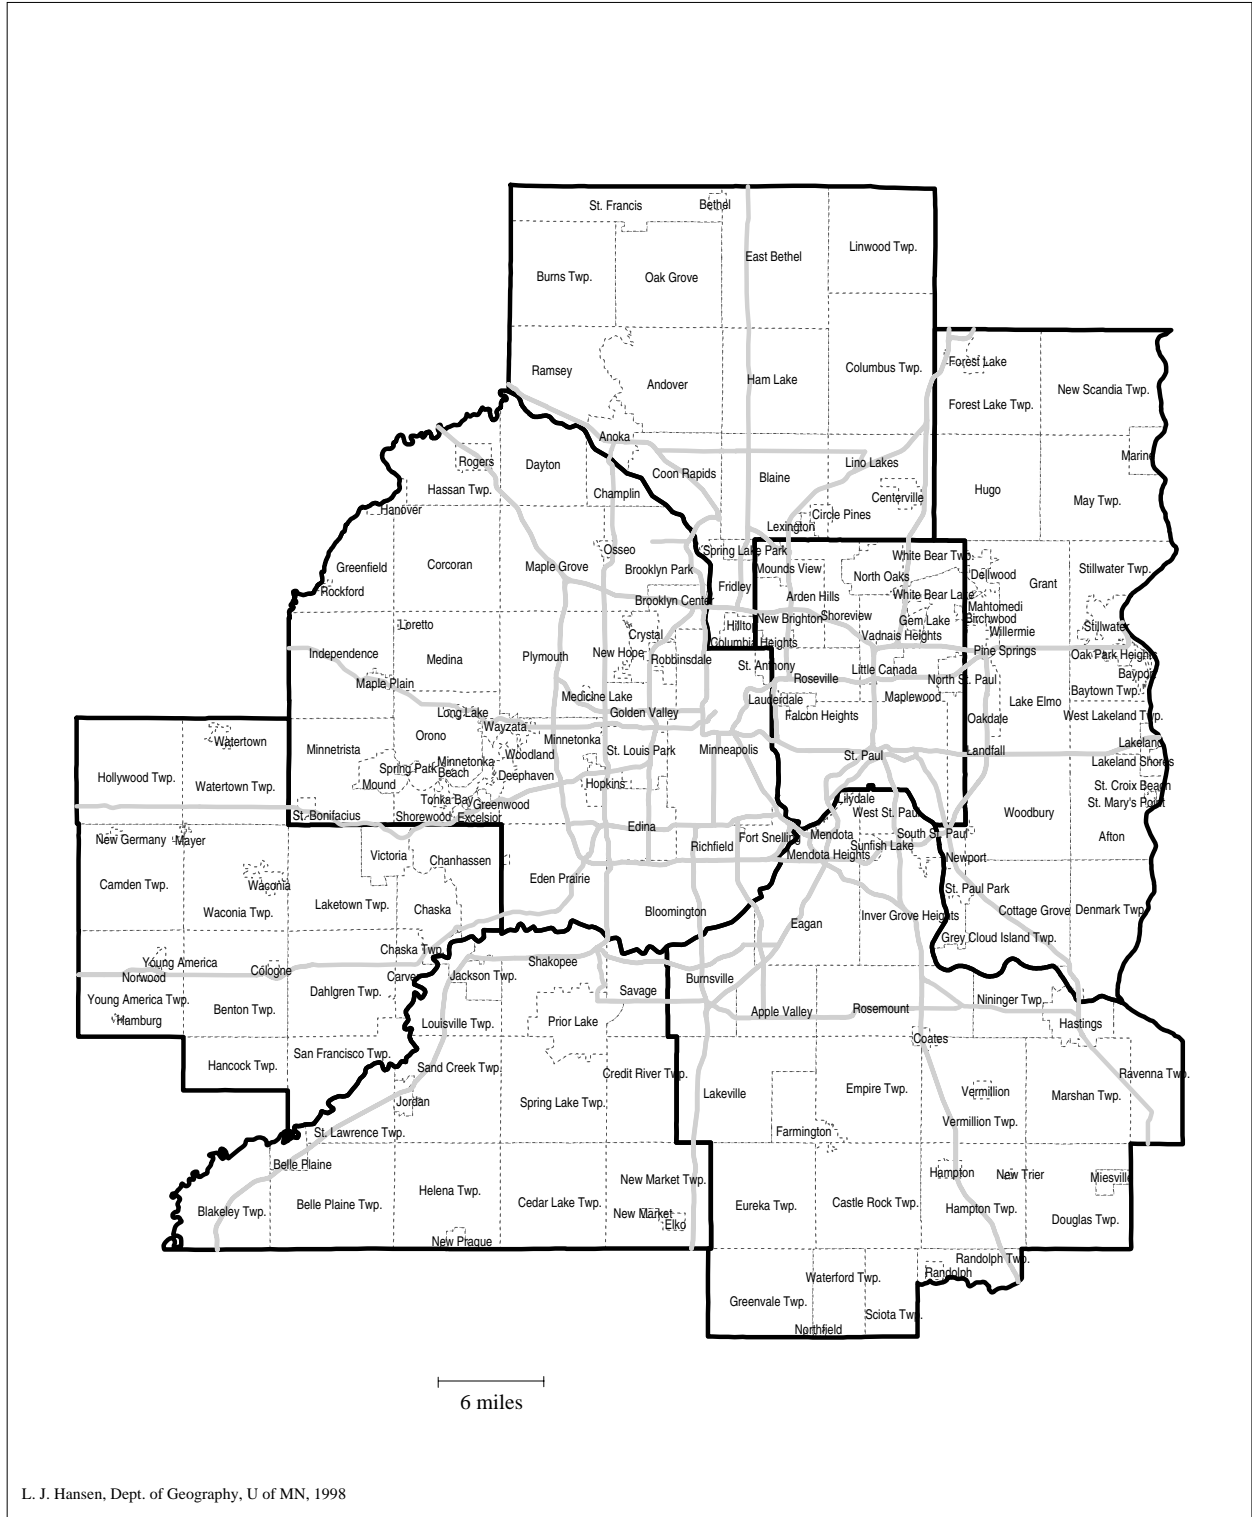 St. Francis
Bethel
East Bethel
Linwood Twp.
Burns Twp.
Oak Grove
Ramsey
Andover
Ham Lake
Columbus Twp.
Forest Lake
Forest Lake Twp.
New Scandia Twp.
Anoka
Rogers
Dayton
Coon Rapids
Blaine
Lino Lakes
Marine
Hassan Twp.
Champlin
Centerville
Hugo
May Twp.
Hanover
Circle Pines
Lexington
Osseo
Spring Lake Park
White Bear Twp.
Greenfield
Corcoran
Maple Grove
Brooklyn Park
Mounds View
North Oaks
Dellwood
Grant
Stillwater Twp.
Rockford
Brooklyn Center
Fridley
Arden Hills
White Bear Lake
Mahtomedi
Loretto
Crystal
Hilltop
New Brighton
Shoreview
Gem Lake
Birchwood
Willernie
Stillwater
Columbia Heights
Vadnais Heights
Independence
Medina
Plymouth
New Hope
Robbinsdale
St. Anthony
Little Canada
Pine Springs
Oak Park Heights
Maple Plain
Roseville
North St. Paul
Bayport
Baytown Twp.
Medicine Lake
Lauderdale
Maplewood
Lake Elmo
Long Lake
Golden Valley
Falcon Heights
Oakdale
West Lakeland Twp.
Wayzata
Watertown
Minnetrista
Orono
Minnetonka
St. Louis Park
Minneapolis
St. Paul
Landfall
Lakeland
Woodland
Minnetonka
Beach
Spring Park
Deephaven
Lakeland Shores
Hollywood Twp.
Watertown Twp.
Mound
Hopkins
St. Croix Beach
Tonka Bay
Greenwood
Lilydale
St. Mary's Point
St. Bonifacius
Shorewood
Excelsior
West St. Paul
Woodbury
Edina
Fort Snelling
Mendota
South St. Paul
Afton
New Germany
Mayer
Richfield
Sunfish Lake
Victoria
Chanhassen
Mendota Heights
Newport
Camden Twp.
Waconia
Eden Prairie
St. Paul Park
Waconia Twp.
Laketown Twp.
Chaska
Bloomington
Inver Grove Heights
Cottage Grove
Denmark Twp.
Eagan
Grey Cloud Island Twp.
Chaska Twp.
Young America
Norwood
Cologne
Carver
Jackson Twp.
Shakopee
Burnsville
Young America Twp.
Benton Twp.
Dahlgren Twp.
Savage
Nininger Twp.
Hamburg
Louisville Twp.
Prior Lake
Apple Valley
Rosemount
Hastings
Coates
San Francisco Twp.
Hancock Twp.
Sand Creek Twp.
Credit River Twp.
Ravenna Twp.
Jordan
Spring Lake Twp.
Lakeville
Empire Twp.
Vermillion
Marshan Twp.
St. Lawrence Twp.
Farmington
Vermillion Twp.
Belle Plaine
Hampton
New Trier
Miesville
Helena Twp.
New Market Twp.
Blakeley Twp.
Belle Plaine Twp.
Cedar Lake Twp.
Eureka Twp.
Castle Rock Twp.
Hampton Twp.
New Market
Elko
Douglas Twp.
New Prague
Randolph Twp.
Waterford Twp.
Randolph
Greenvale Twp.
Sciota Twp.
Northfield
6 miles
L. J. Hansen, Dept. of Geography, U of MN, 1998